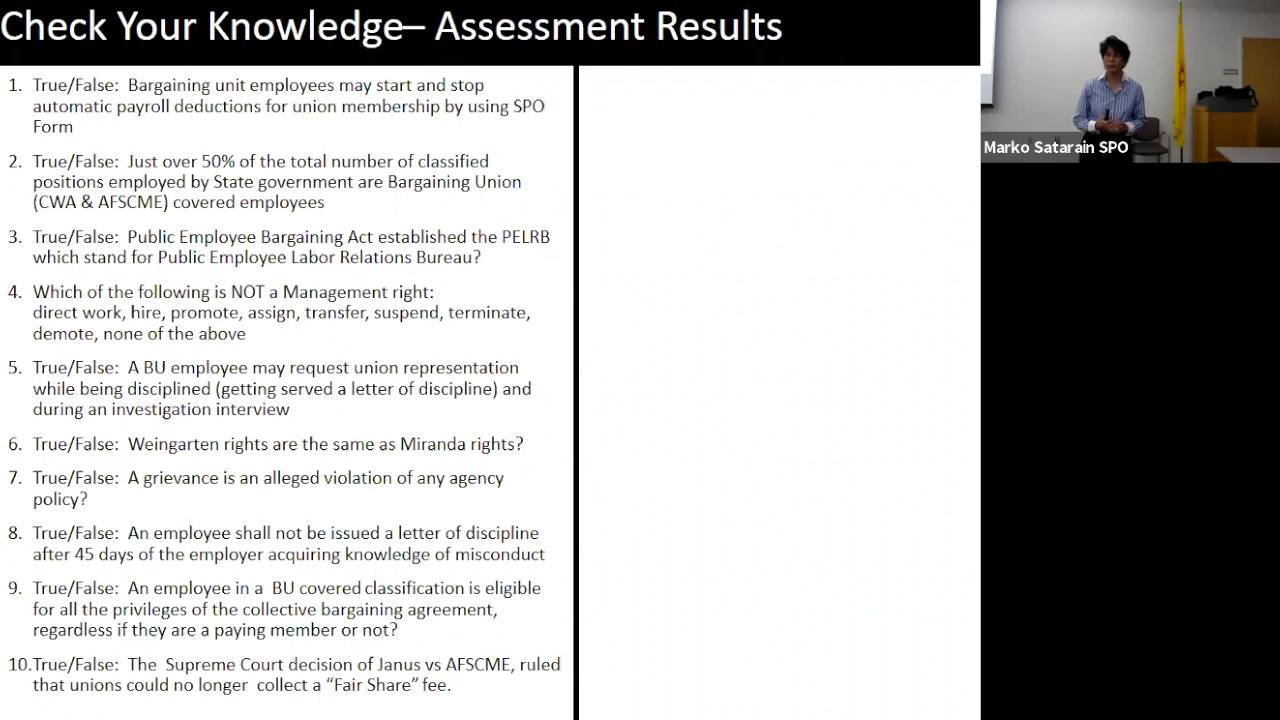 Check Your Knowledge– Assessment Results
1. True/False: Bargaining unit employees may start and stop
automatic payroll deductions for union membership by using SPO
Form
2. True/False: Just over 50% of the total number of classified
positions employed by State government are Bargaining Union
(CWA & AFSCME) covered employees
3. True/False: Public Employee Bargaining Act established the PELRB
which stand for Public Employee Labor Relations Bureau?
4. Which of the following is NOT a Management right:
direct work, hire, promote, assign, transfer, suspend, terminate,
demote, none of the above
5. True/False: A BU employee may request union representation
while being disciplined (getting served a letter of discipline) and
during an investigation interview
6. True/False: Weingarten rights are the same as Miranda rights?
7. True/False: A grievance is an alleged violation of any agency
policy?
8. True/False: An employee shall not be issued a letter of discipline
after 45 days of the employer acquiring knowledge of misconduct
9. True/False: An employee in a BU covered classification is eligible
for all the privileges of the collective bargaining agreement,
regardless if they are a paying member or not?
10.True/False: The Supreme Court decision of Janus vs AFSCME, ruled
that unions could no longer collect a “Fair Share” fee.
Marko Satarain SPO